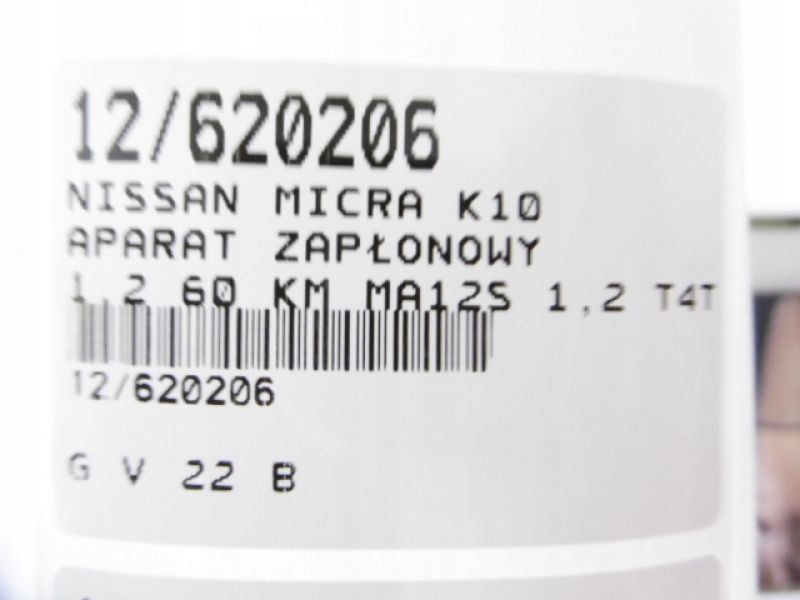 12/620206
NISSAN MICRA K10
APARAT ZAPŁONOWY
1,2 60 KM MA12S 1,2 T4T
12/620206
G V 22 B